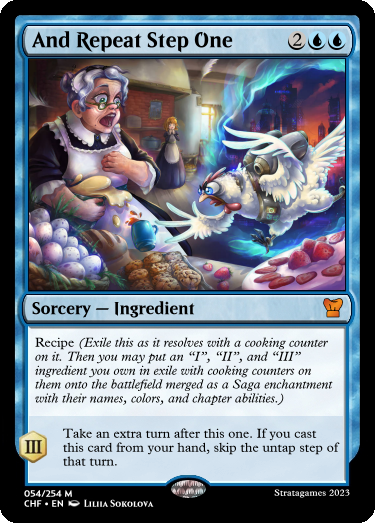 And Repeat Step One 2
Sorcery — Ingredient
Recipe (Exile this as it resolves with a cooking counter
on it. Then you may put an “I”, “II”, and “III”
ingredient you own in exile with cooking counters on
them onto the battlefield merged as a Saga enchantment
with their names, colors, and chapter abilities.)
III
Take an extra turn after this one. If you cast
this card from your hand, skip the untap step of
that turn.
054/254 M
CHF • EN Liliia Sokolova
Stratagames 2023